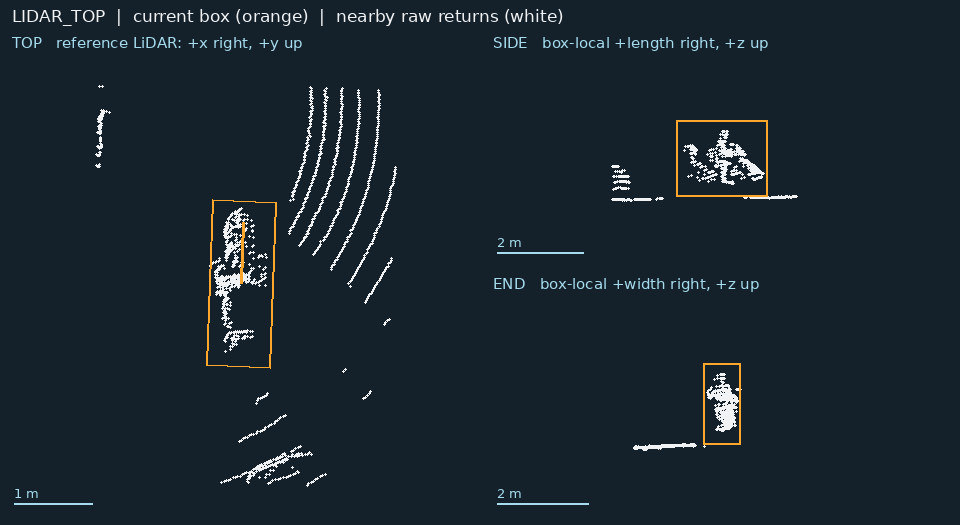 LIDAR_TOP | current box (orange) | nearby raw returns (white)
TOP reference LiDAR: +x right, +y up
SIDE box-local +length right, +z up
2 m
END box-local +width right, +z up
1 m
2 m